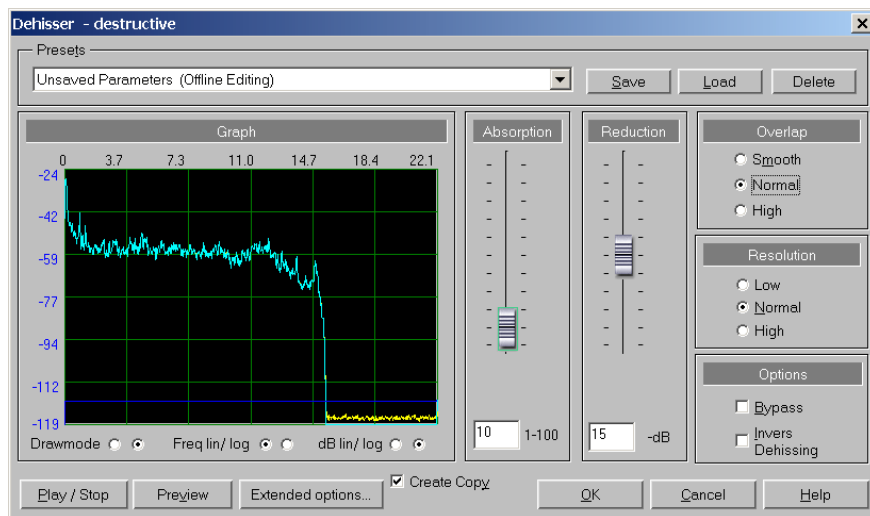 Dehisser - destructive
Presets
Unsaved Parameters (Offline Editing)
Save
Load
Delete
Graph
0 3.7 7.3 11.0 14.7 18.4 22.1
-24
-42
-59
-77
-94
-112
-119
Drawmode
Freq lin/ log
dB lin/ log
Absorption
10 1-100
Reduction
15 -dB
Overlap
Smooth
Normal
High
Resolution
Low
Normal
High
Options
Bypass
Invers
Dehissing
Play / Stop
Preview
Extended options...
Create Copy
OK
Cancel
Help